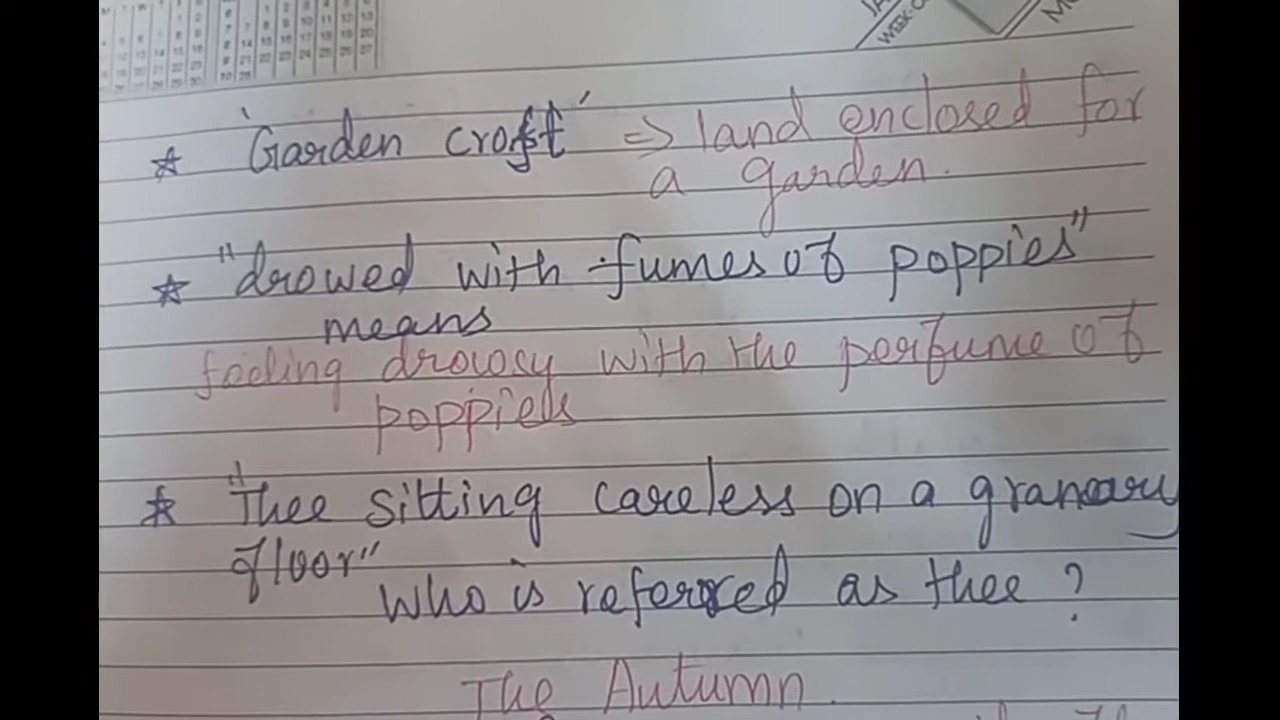 'Garden croft' => land enclosed for
a garden.
"drowed with fumes of poppies"
means
feeling drowsy with the perfume of
poppies
"Thee sitting careless on a granary
floor"
Who is referred as thee ?
The Autumn.